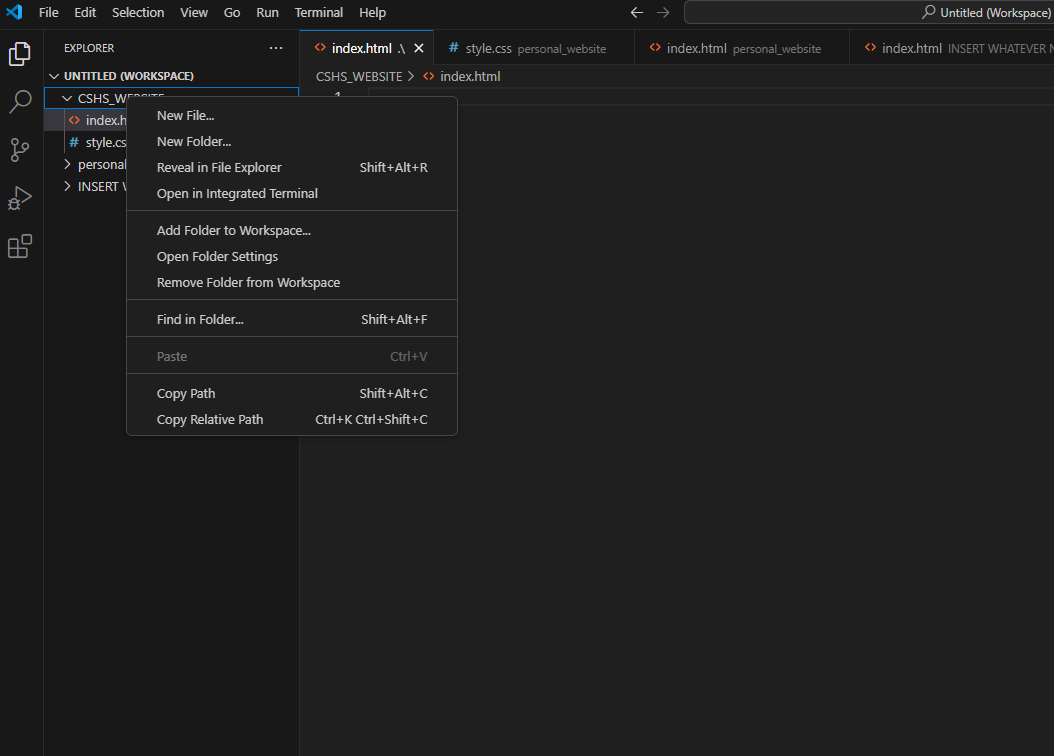 File Edit Selection View Go Run Terminal Help
Untitled (Workspace)
EXPLORER
index.html .\
style.css personal_website
index.html personal_website
index.html INSERT WHATEVER
UNTITLED (WORKSPACE)
CSHS_WEBSITE > index.html
CSHS_WEBSITE
1
index.h
style.cs
personal
INSERT
New File...
New Folder...
Reveal in File Explorer Shift+Alt+R
Open in Integrated Terminal
Add Folder to Workspace...
Open Folder Settings
Remove Folder from Workspace
Find in Folder... Shift+Alt+F
Paste Ctrl+V
Copy Path Shift+Alt+C
Copy Relative Path Ctrl+K Ctrl+Shift+C